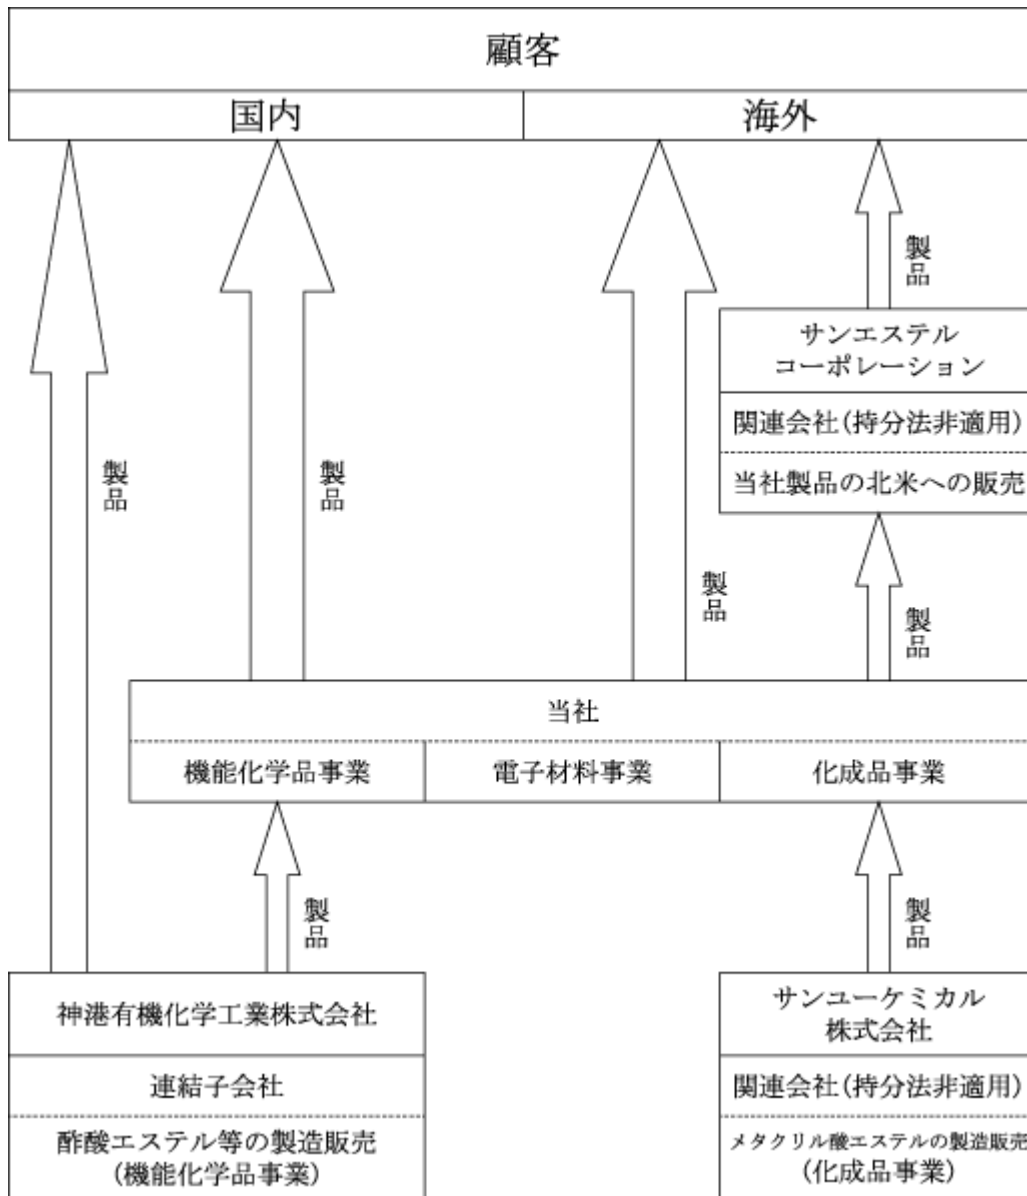 顧客
国内
海外
製品
サンエステル
コーポレーション
関連会社(持分法非適用)
当社製品の北米への販売
製品
製品
製品
製品
当社
機能化学品事業
電子材料事業
化成品事業
製品
製品
神港有機化学工業株式会社
連結子会社
酢酸エステル等の製造販売
(機能化学品事業)
サンユーケミカル
株式会社
関連会社(持分法非適用)
メタクリル酸エステルの製造販売
(化成品事業)